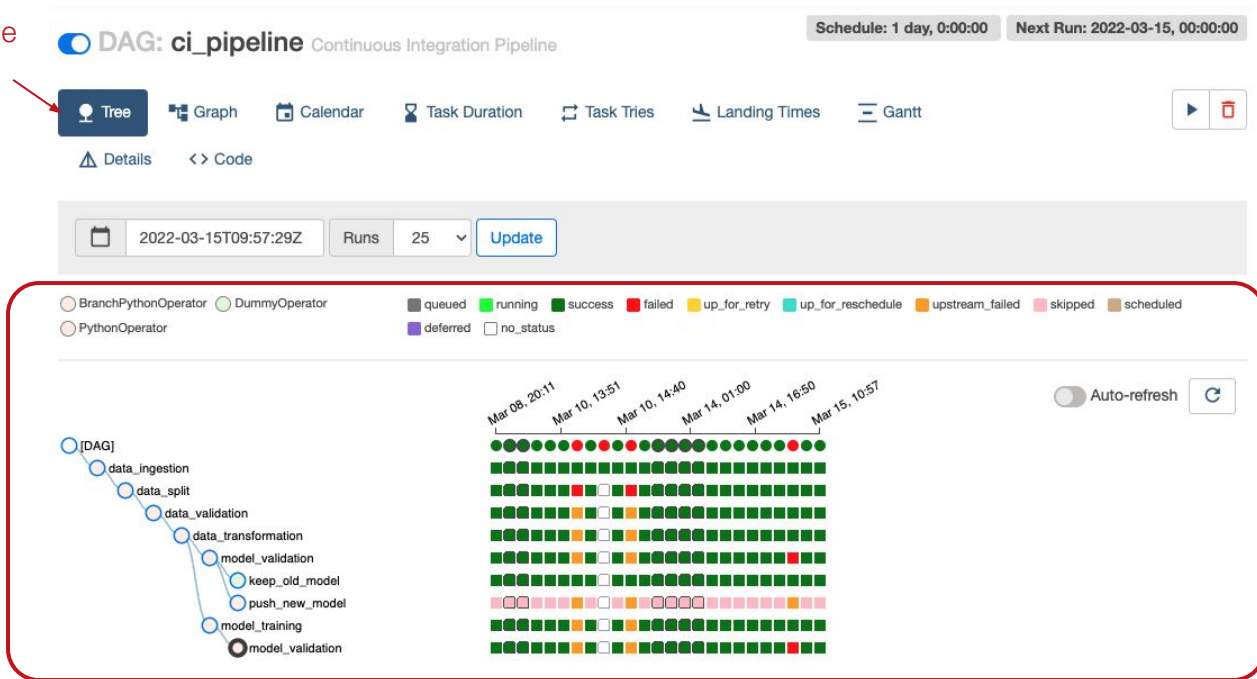 e
DAG: ci_pipeline Continuous Integration Pipeline
Schedule: 1 day, 0:00:00 Next Run: 2022-03-15, 00:00:00
Tree Graph Calendar Task Duration Task Tries Landing Times Gantt
Details <> Code
2022-03-15T09:57:29Z Runs 25 Update
BranchPythonOperator DummyOperator queued running success failed up_for_retry up_for_reschedule upstream_failed skipped scheduled
PythonOperator deferred no_status
Mar 08, 20:11 Mar 10, 13:51 Mar 10, 14:40 Mar 14, 01:00 Mar 14, 16:50 Mar 15, 10:57
Auto-refresh
[DAG]
data_ingestion
data_split
data_validation
data_transformation
model_validation
keep_old_model
push_new_model
model_training
model_validation